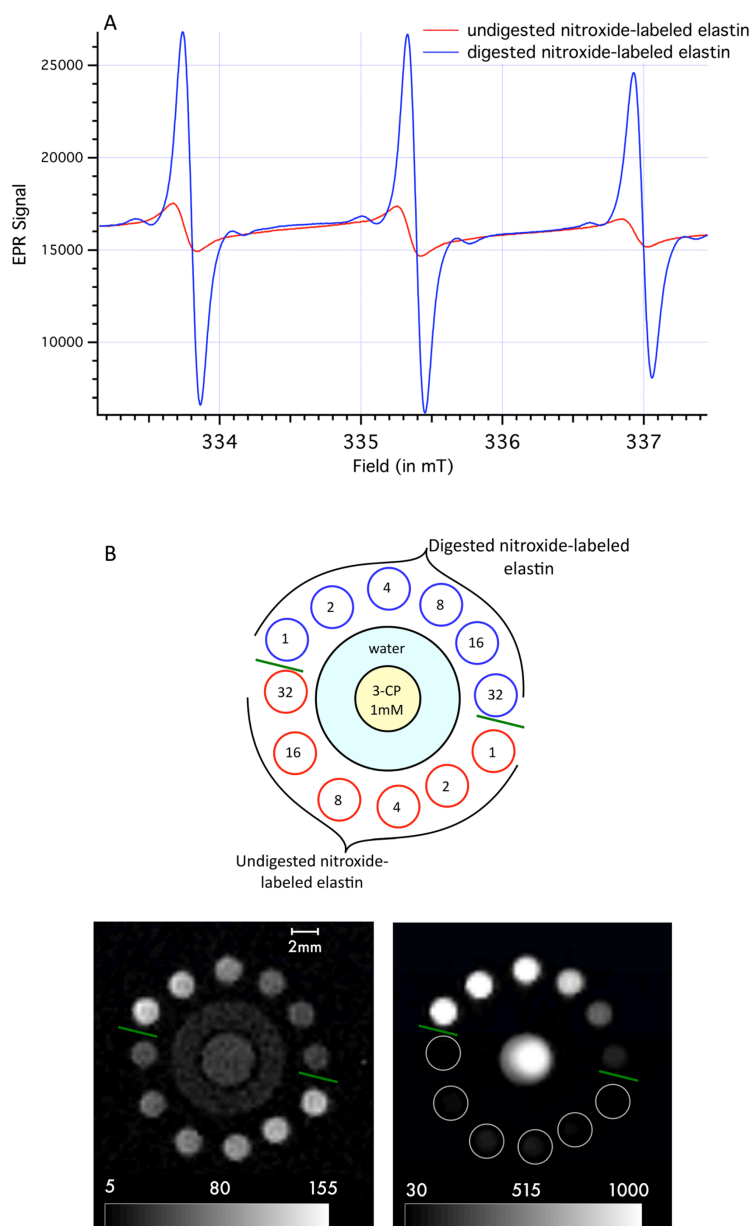 A
undigested nitroxide-labeled elastin
digested nitroxide-labeled elastin
25000
20000
15000
10000
EPR Signal
334
335
336
337
Field (in mT)
B
Digested nitroxide-labeled
elastin
4
2
8
1
16
water
32
3-CP
1mM
32
16
1
8
4
2
Undigested nitroxide-
labeled elastin
2mm
5 80 155
30 515 1000